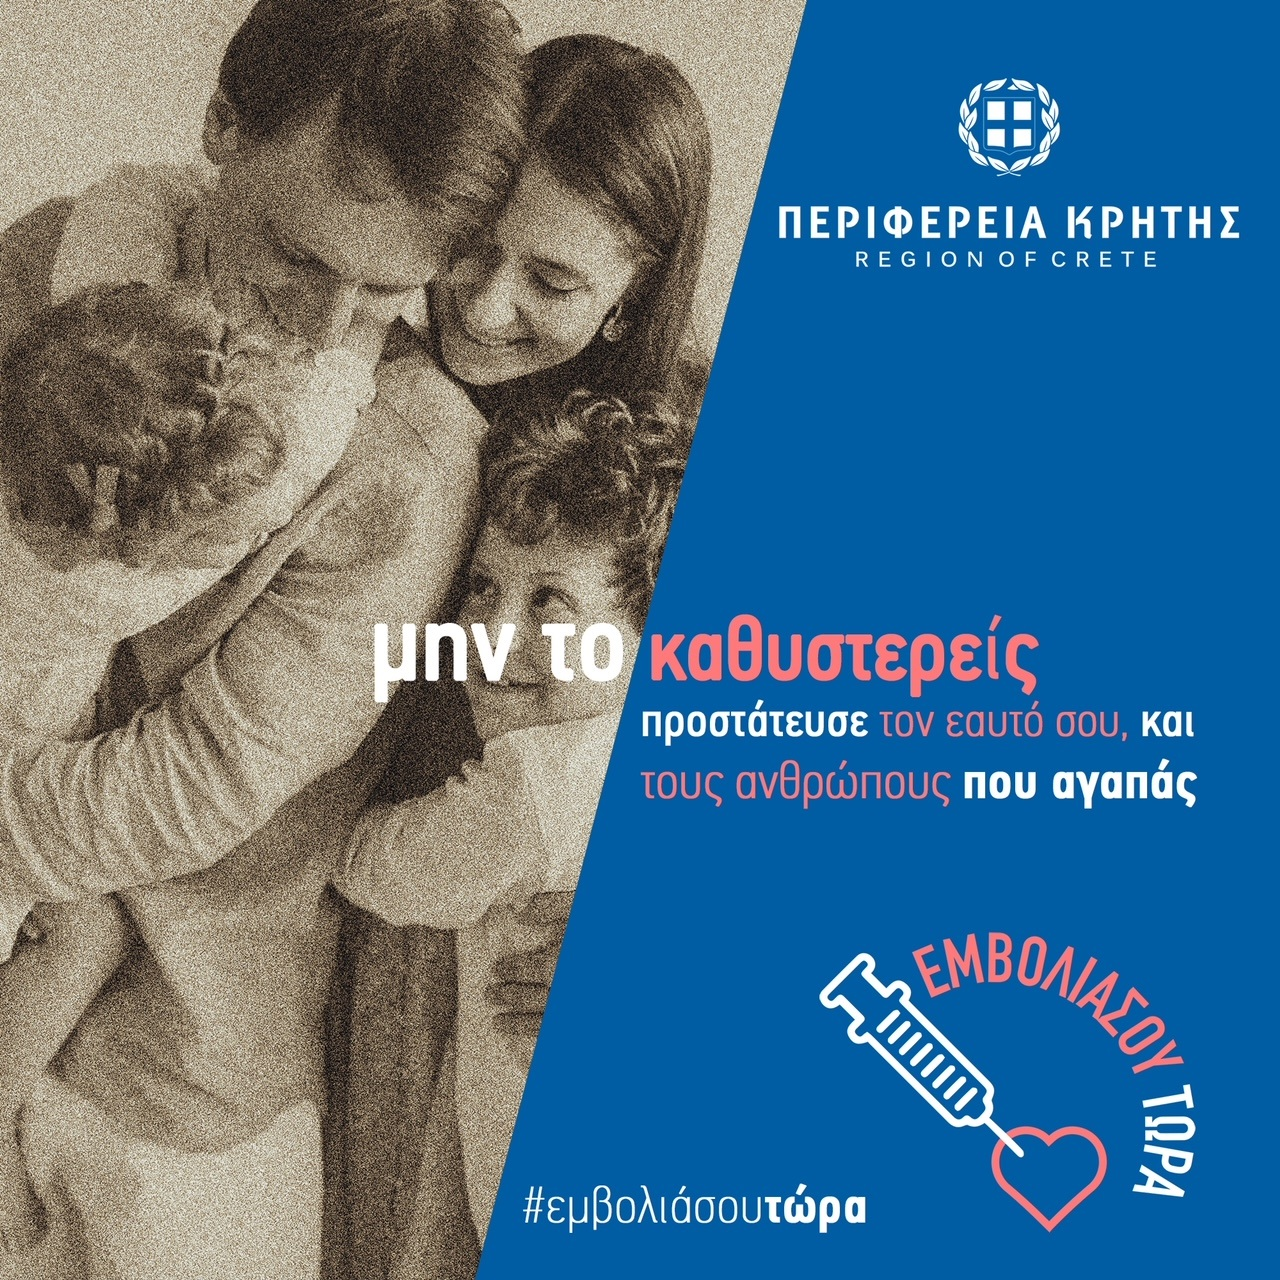 ΠΕΡΙΦΕΡΕΙΑ ΚΡΗΤΗΣ
REGION OF CRETE
μην το καθυστερείς
προστάτευσε τον εαυτό σου, και
τους ανθρώπους που αγαπάς
ΕΜΒΟΛΙΑΣΟΥ ΤΩΡΑ
#εμβολιάσουτώρα